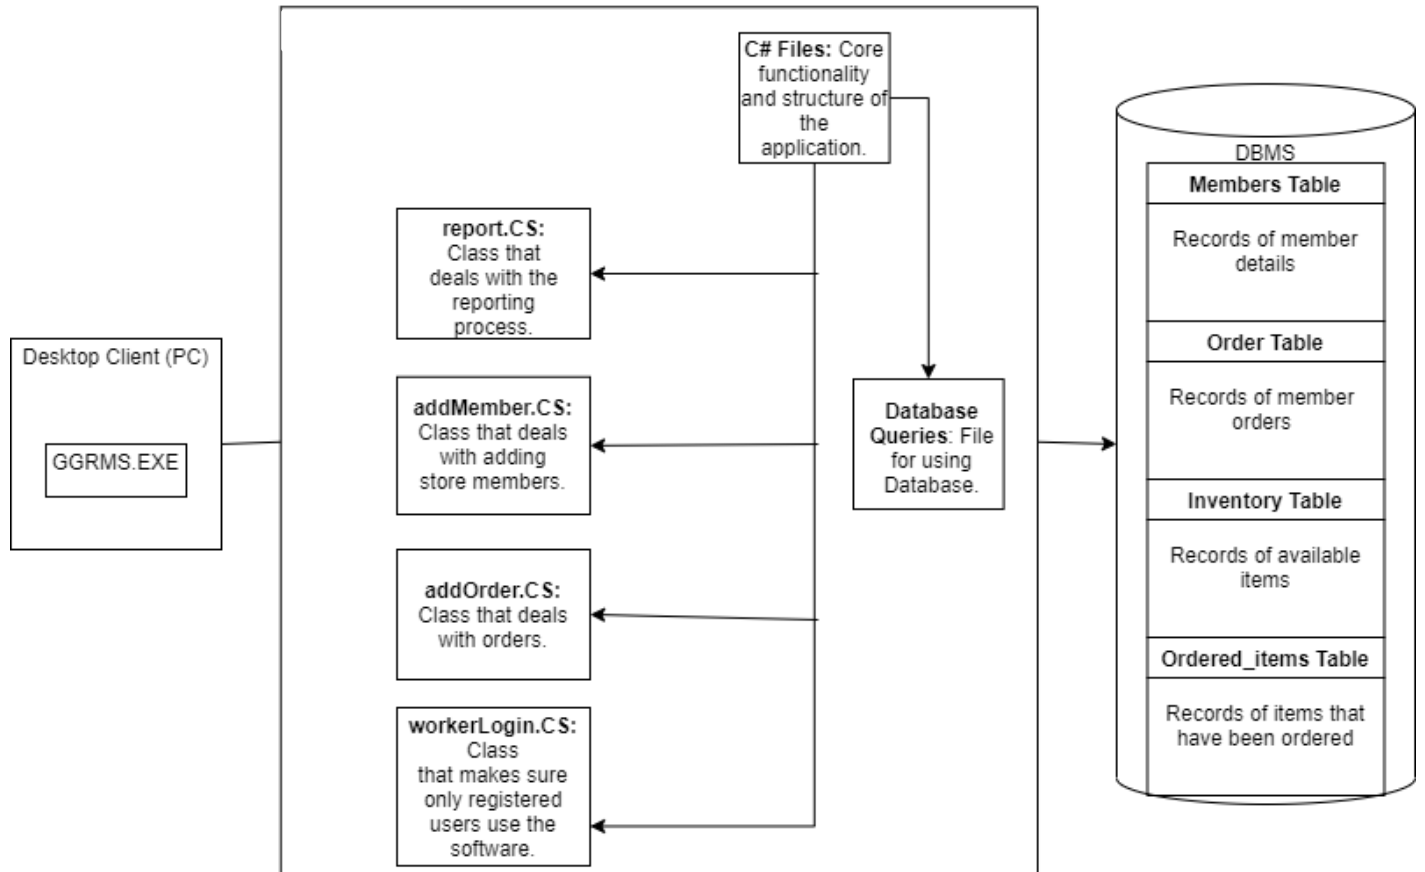 Desktop Client (PC)
GGRMS.EXE
C# Files: Core
functionality
and structure of
the
application.
report.CS:
Class that
deals with the
reporting
process.
addMember.CS:
Class that deals
with adding
store members.
addOrder.CS:
Class that deals
with orders.
workerLogin.CS:
Class
that makes sure
only registered
users use the
software.
Database
Queries: File
for using
Database.
DBMS
Members Table
Records of member
details
Order Table
Records of member
orders
Inventory Table
Records of available
items
Ordered_items Table
Records of items that
have been ordered